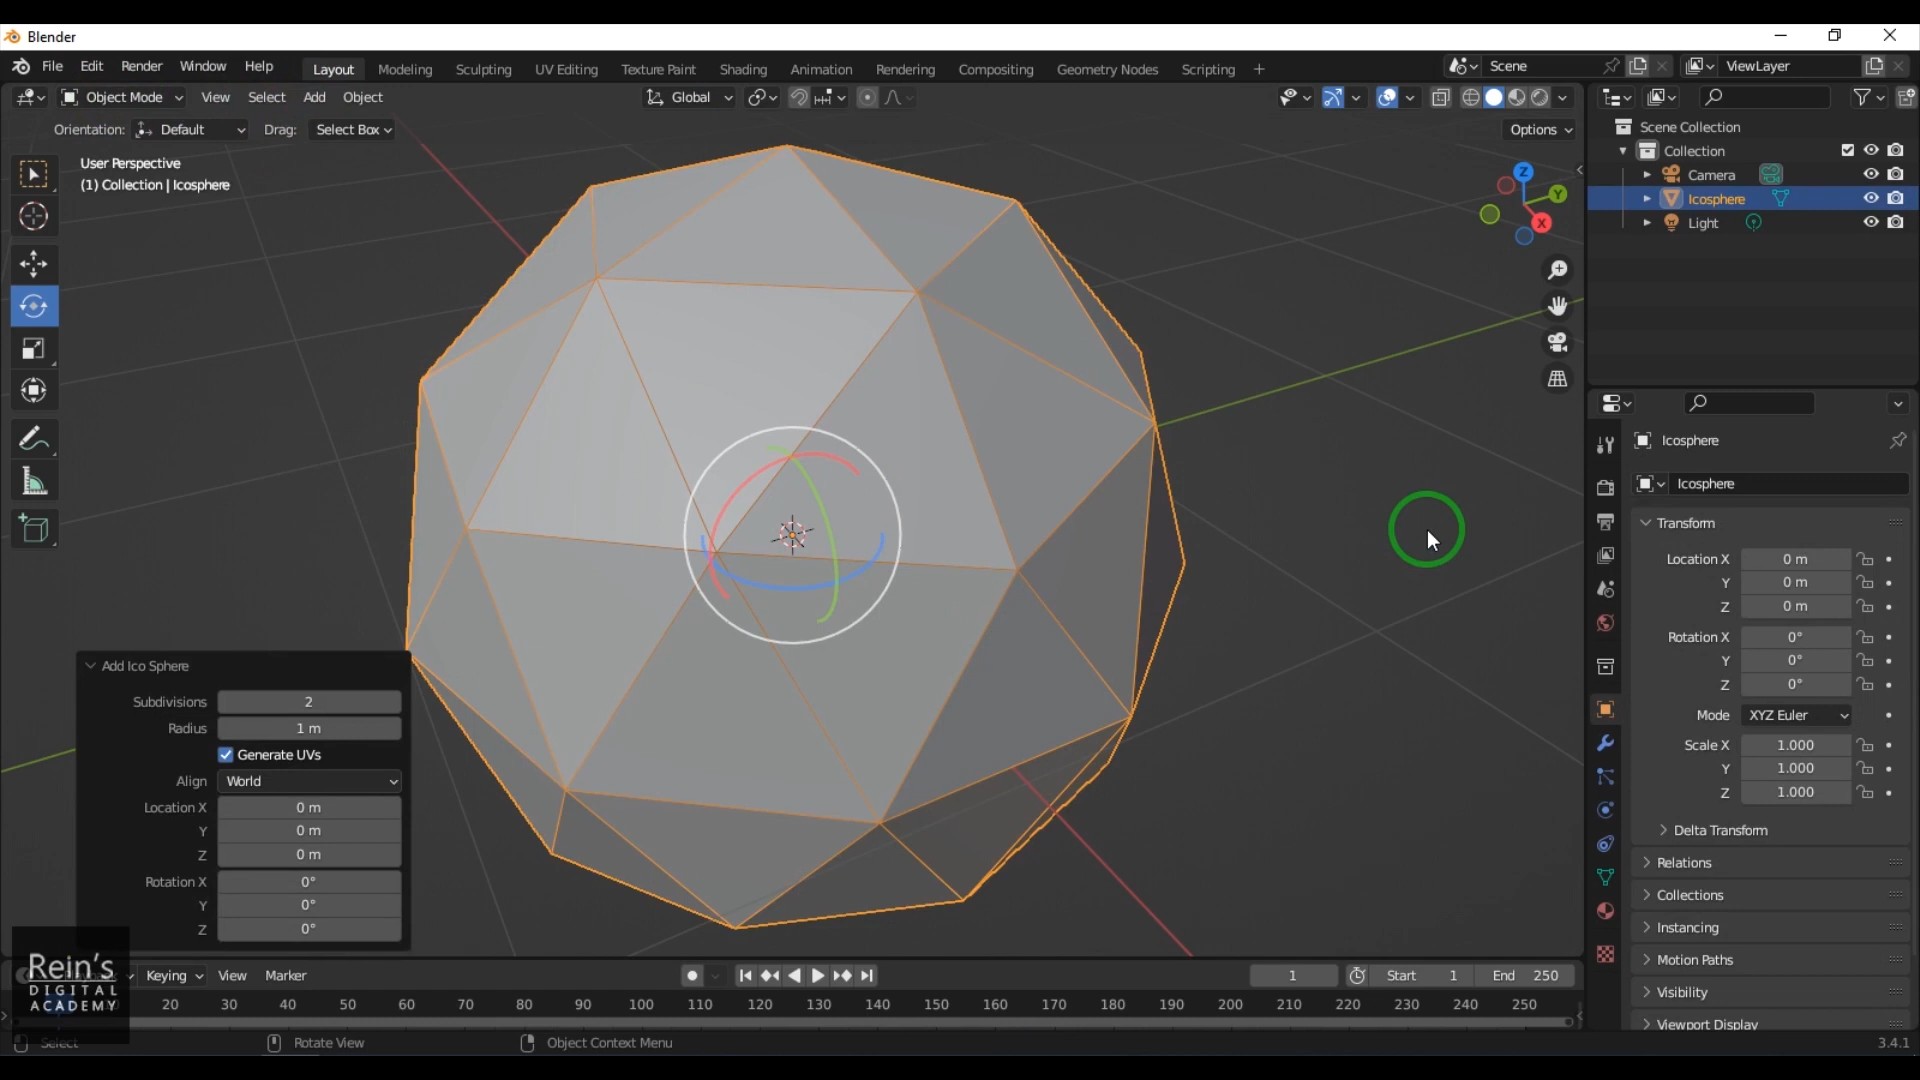 Blender
File Edit Render Window Help Layout Modeling Sculpting UV Editing Texture Paint Shading Animation Rendering Compositing Geometry Nodes Scripting + Scene ViewLayer
Object Mode View Select Add Object Global
Orientation: Default Drag: Select Box Options
User Perspective
(1) Collection | Icosphere
Z
Y
X
Scene Collection
Collection
Camera
Icosphere
Light
Icosphere
Icosphere
Transform
Location X 0 m
Y 0 m
Z 0 m
Rotation X 0°
Y 0°
Z 0°
Mode XYZ Euler
Scale X 1.000
Y 1.000
Z 1.000
Delta Transform
Relations
Collections
Instancing
Motion Paths
Visibility
Viewport Display
Add Ico Sphere
Subdivisions 2
Radius 1 m
Generate UVs
Align World
Location X 0 m
Y 0 m
Z 0 m
Rotation X 0°
Y 0°
Z 0°
Rein's
DIGITAL
ACADEMY
Keying View Marker 1 Start 1 End 250
20 30 40 50 60 70 80 90 100 110 120 130 140 150 160 170 180 190 200 210 220 230 240 250
Select Rotate View Object Context Menu 3.4.1